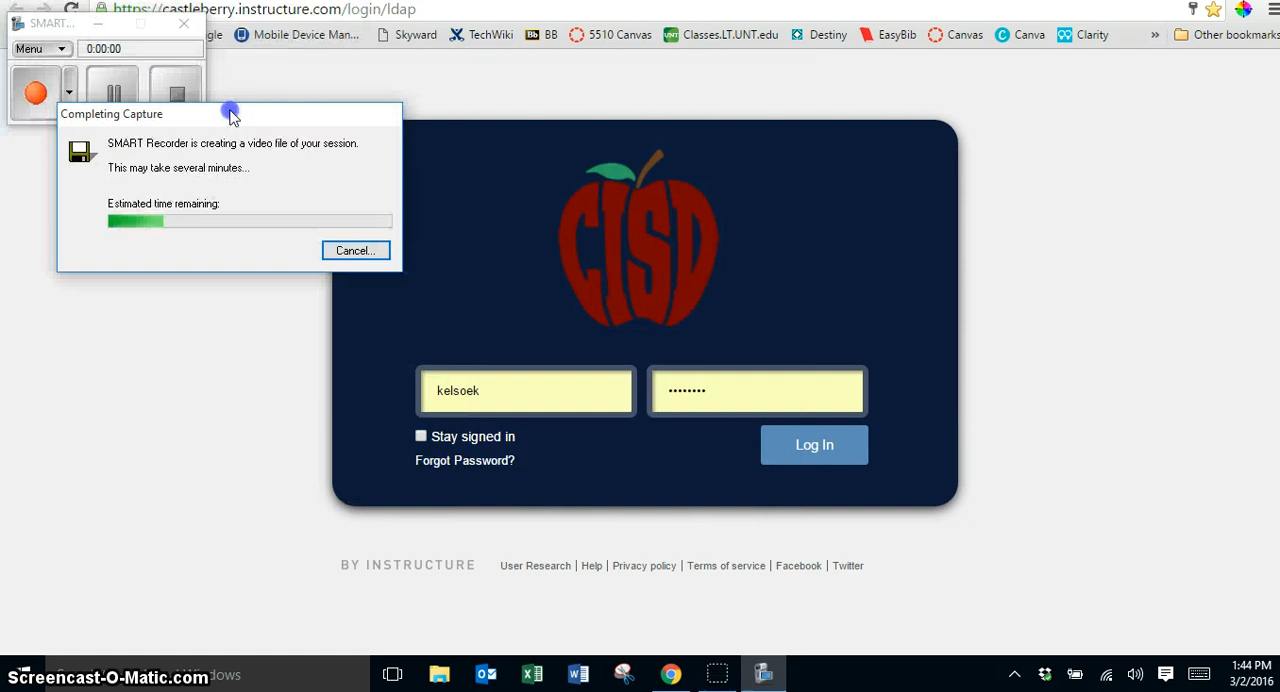 https://castleberry.instructure.com/login/ldap
SMART...
Menu 0:00:00
gle Mobile Device Man... Skyward TechWiki Bb BB 5510 Canvas UNT Classes.LT.UNT.edu Destiny EasyBib Canvas C Canva Clarity » Other bookmarks
Completing Capture
SMART Recorder is creating a video file of your session.
This may take several minutes...
Estimated time remaining:
Cancel...
CISD
kelsoek ••••••••
Stay signed in
Log In
Forgot Password?
BY INSTRUCTURE User Research | Help | Privacy policy | Terms of service | Facebook | Twitter
Screencast-O-Matic.com ndows
1:44 PM
3/2/2016